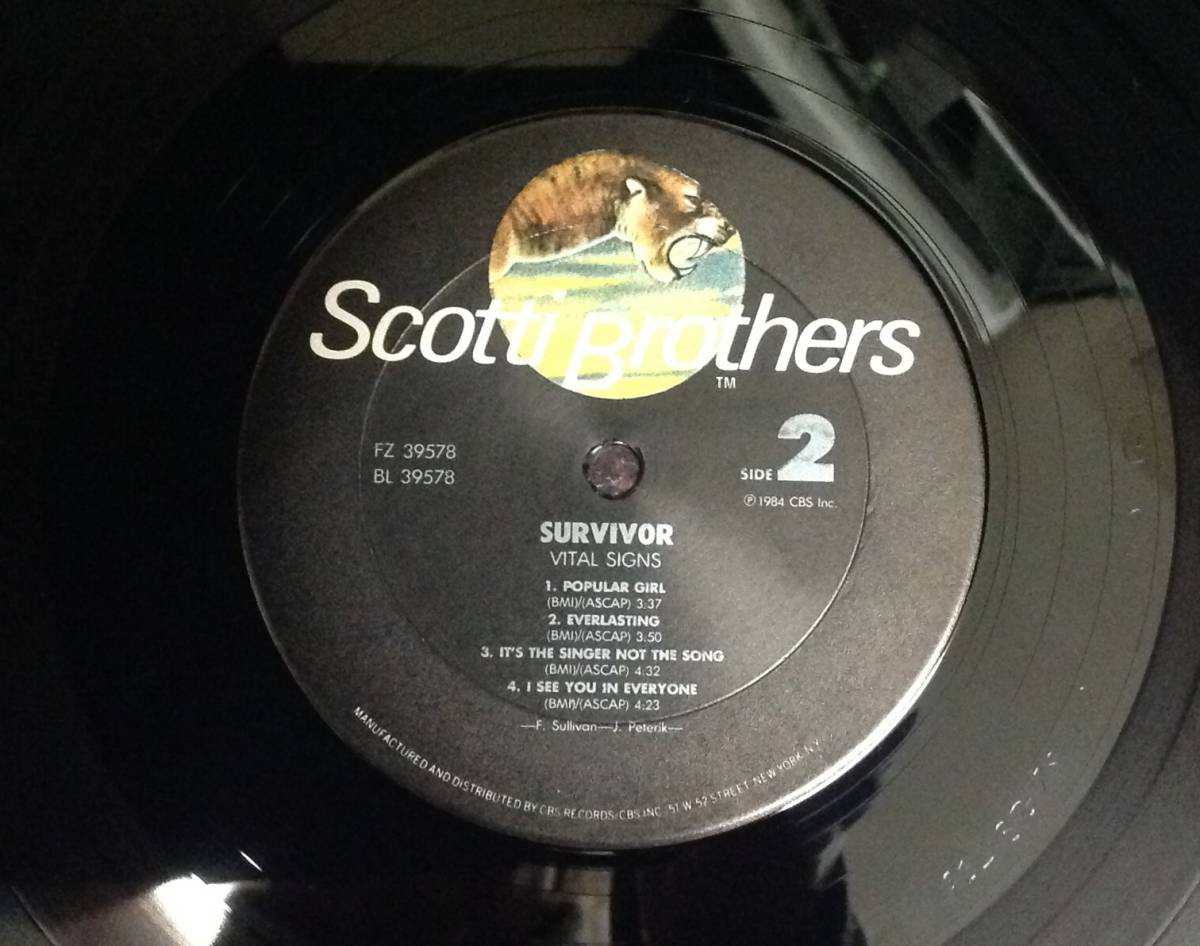 Scotti Brothers
TM
FZ 39578
BL 39578
SIDE 2
℗ 1984 CBS Inc.
SURVIVOR
VITAL SIGNS
1. POPULAR GIRL
(BMI)/(ASCAP) 3:37
2. EVERLASTING
(BMI)/(ASCAP) 3:50
3. IT'S THE SINGER NOT THE SONG
(BMI)/(ASCAP) 4:32
4. I SEE YOU IN EVERYONE
(BMI)/(ASCAP) 4:23
—F. Sullivan—J. Peterik—
MANUFACTURED AND DISTRIBUTED BY CBS RECORDS/CBS INC./51 W. 52 STREET, NEW YORK, NY